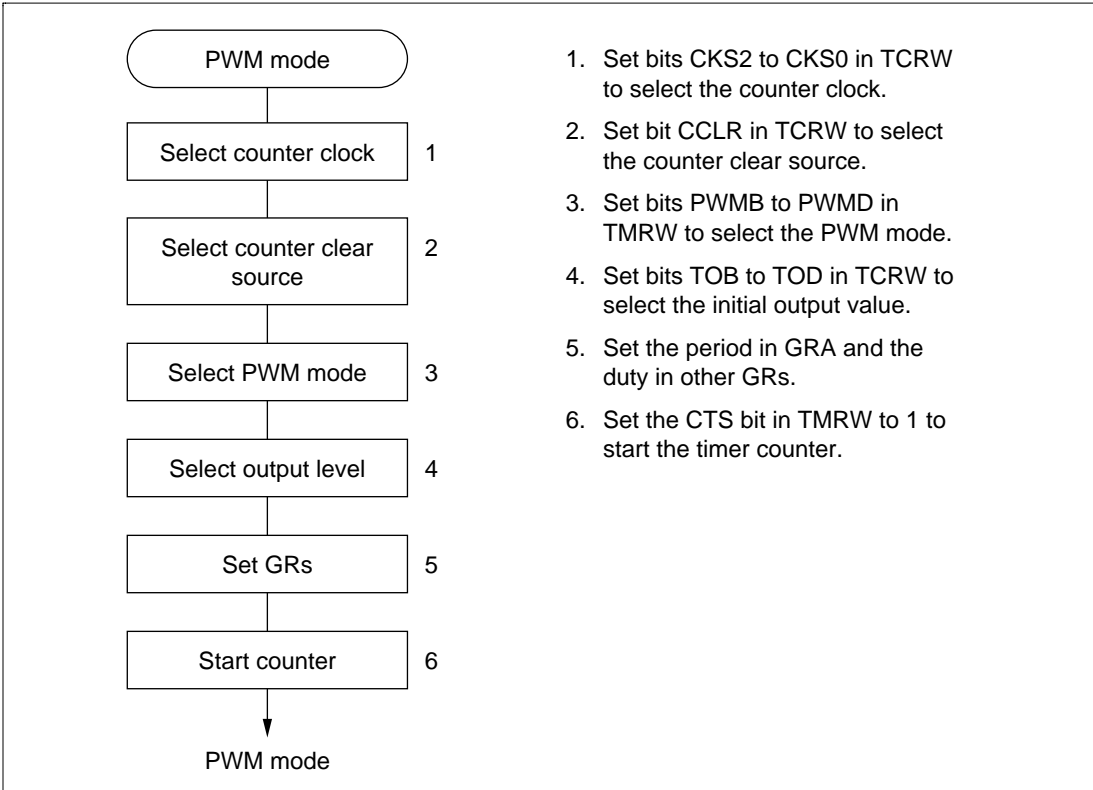 PWM mode
Select counter clock
1
Select counter clear
source
2
Select PWM mode
3
Select output level
4
Set GRs
5
Start counter
6
PWM mode
1. Set bits CKS2 to CKS0 in TCRW
to select the counter clock.
2. Set bit CCLR in TCRW to select
the counter clear source.
3. Set bits PWMB to PWMD in
TMRW to select the PWM mode.
4. Set bits TOB to TOD in TCRW to
select the initial output value.
5. Set the period in GRA and the
duty in other GRs.
6. Set the CTS bit in TMRW to 1 to
start the timer counter.